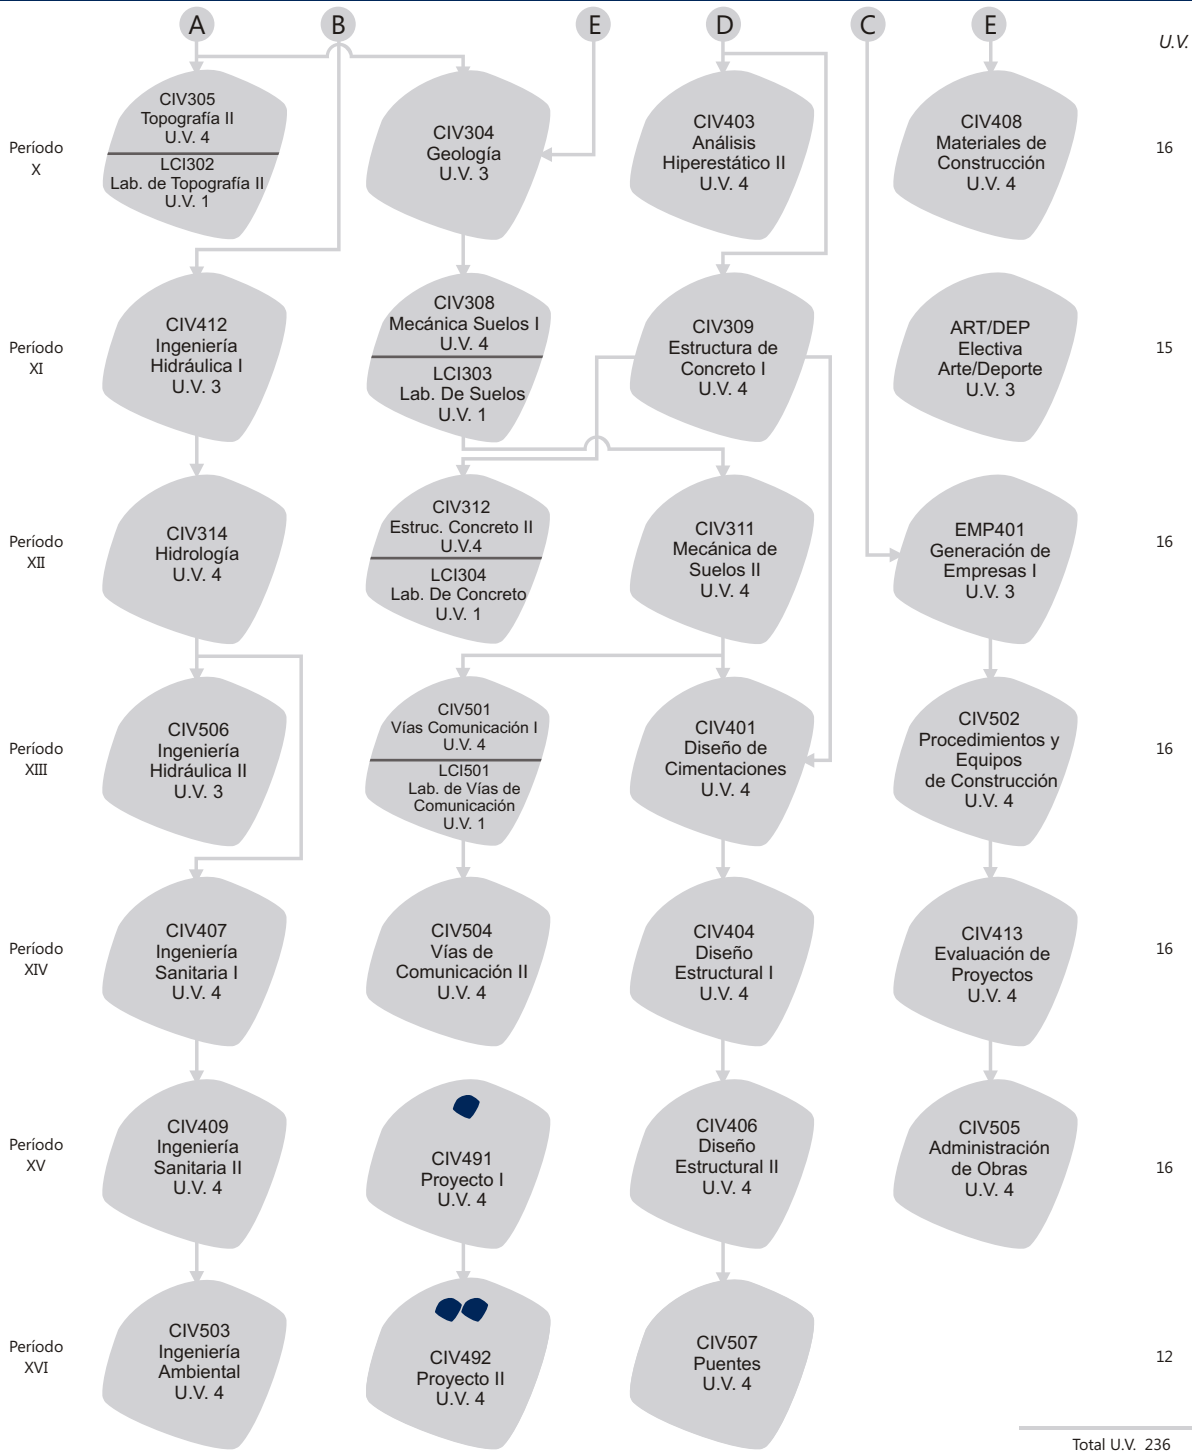 A
B
E
D
C
E
U.V.
Período
X
CIV305
Topografía II
U.V. 4
LCI302
Lab. de Topografía II
U.V. 1
CIV304
Geología
U.V. 3
CIV403
Análisis
Hiperestático II
U.V. 4
CIV408
Materiales de
Construcción
U.V. 4
16
Período
XI
CIV412
Ingeniería
Hidráulica I
U.V. 3
CIV308
Mecánica Suelos I
U.V. 4
LCI303
Lab. De Suelos
U.V. 1
CIV309
Estructura de
Concreto I
U.V. 4
ART/DEP
Electiva
Arte/Deporte
U.V. 3
15
Período
XII
CIV314
Hidrología
U.V. 4
CIV312
Estruc. Concreto II
U.V.4
LCI304
Lab. De Concreto
U.V. 1
CIV311
Mecánica de
Suelos II
U.V. 4
EMP401
Generación de
Empresas I
U.V. 3
16
Período
XIII
CIV506
Ingeniería
Hidráulica II
U.V. 3
CIV501
Vías Comunicación I
U.V. 4
LCI501
Lab. de Vías de
Comunicación
U.V. 1
CIV401
Diseño de
Cimentaciones
U.V. 4
CIV502
Procedimientos y
Equipos
de Construcción
U.V. 4
16
Período
XIV
CIV407
Ingeniería
Sanitaria I
U.V. 4
CIV504
Vías de
Comunicación II
U.V. 4
CIV404
Diseño
Estructural I
U.V. 4
CIV413
Evaluación de
Proyectos
U.V. 4
16
Período
XV
CIV409
Ingeniería
Sanitaria II
U.V. 4
CIV491
Proyecto I
U.V. 4
CIV406
Diseño
Estructural II
U.V. 4
CIV505
Administración
de Obras
U.V. 4
16
Período
XVI
CIV503
Ingeniería
Ambiental
U.V. 4
CIV492
Proyecto II
U.V. 4
CIV507
Puentes
U.V. 4
12
Total U.V. 236